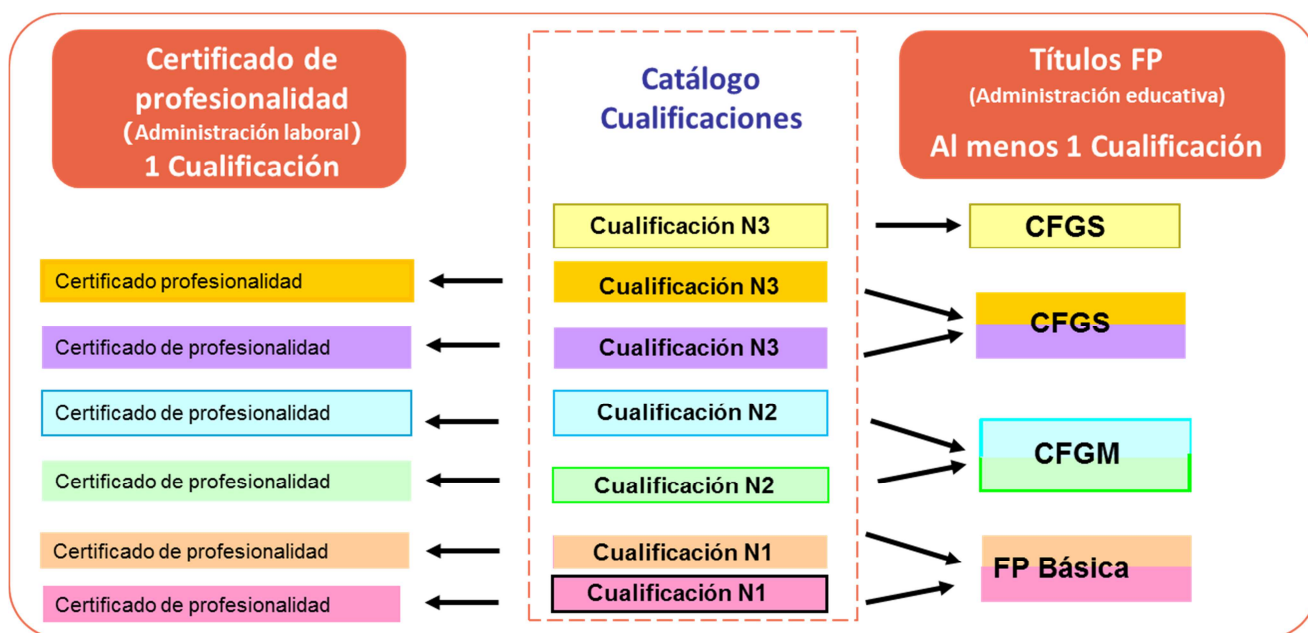 Certificado de
profesionalidad
(Administración laboral)
1 Cualificación
Catálogo
Cualificaciones
Títulos FP
(Administración educativa)
Al menos 1 Cualificación
Cualificación N3
CFGS
Certificado profesionalidad
Cualificación N3
CFGS
Certificado de profesionalidad
Cualificación N3
Certificado de profesionalidad
Cualificación N2
CFGM
Certificado de profesionalidad
Cualificación N2
Certificado de profesionalidad
Cualificación N1
FP Básica
Certificado de profesionalidad
Cualificación N1